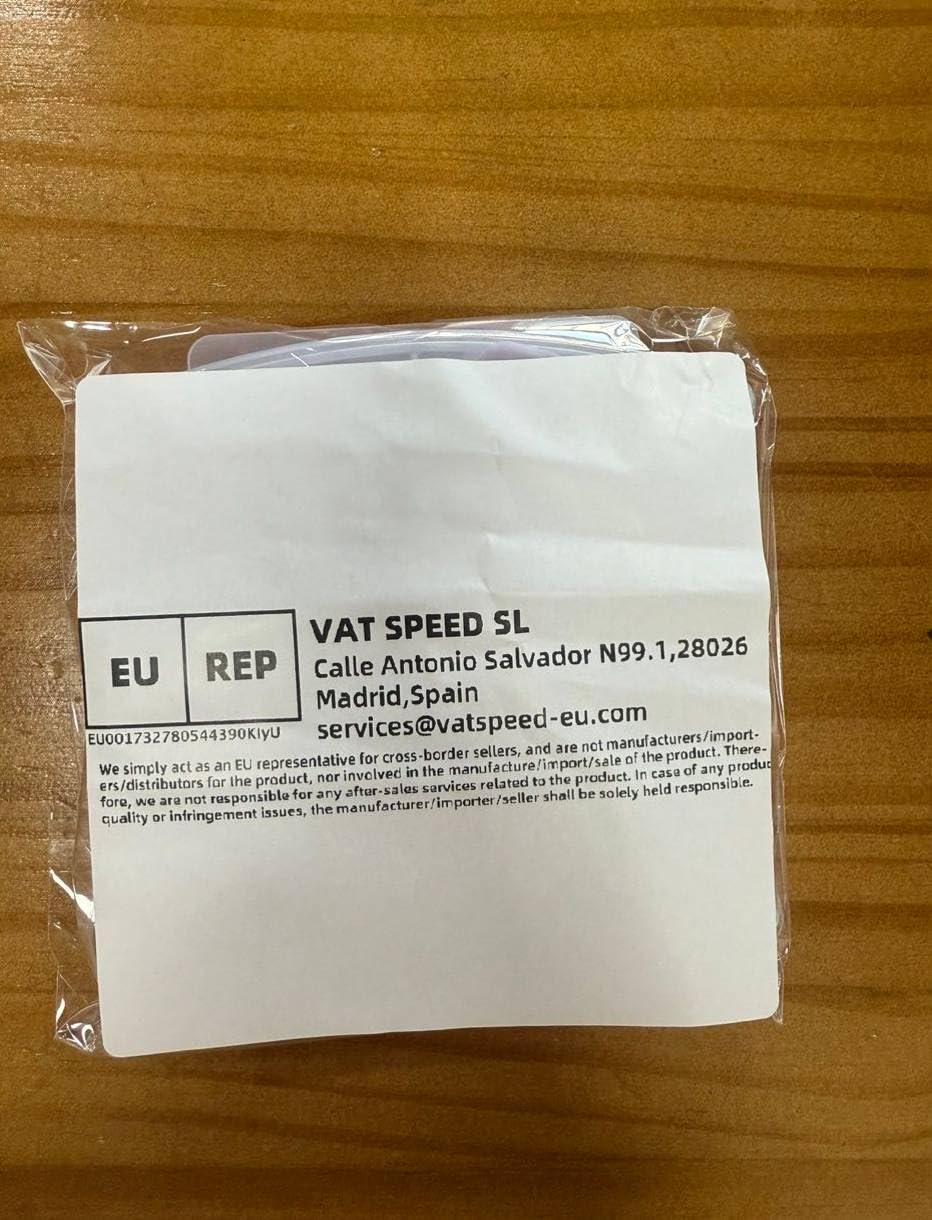 EU REP
VAT SPEED SL
Calle Antonio Salvador N99.1,28026
Madrid,Spain
services@vatspeed-eu.com
EU001732780544390KIyU
We simply act as an EU representative for cross-border sellers, and are not manufacturers/import-
ers/distributors for the product, nor involved in the manufacture/import/sale of the product. There-
fore, we are not responsible for any after-sales services related to the product. In case of any produc
quality or infringement issues, the manufacturer/importer/seller shall be solely held responsible.